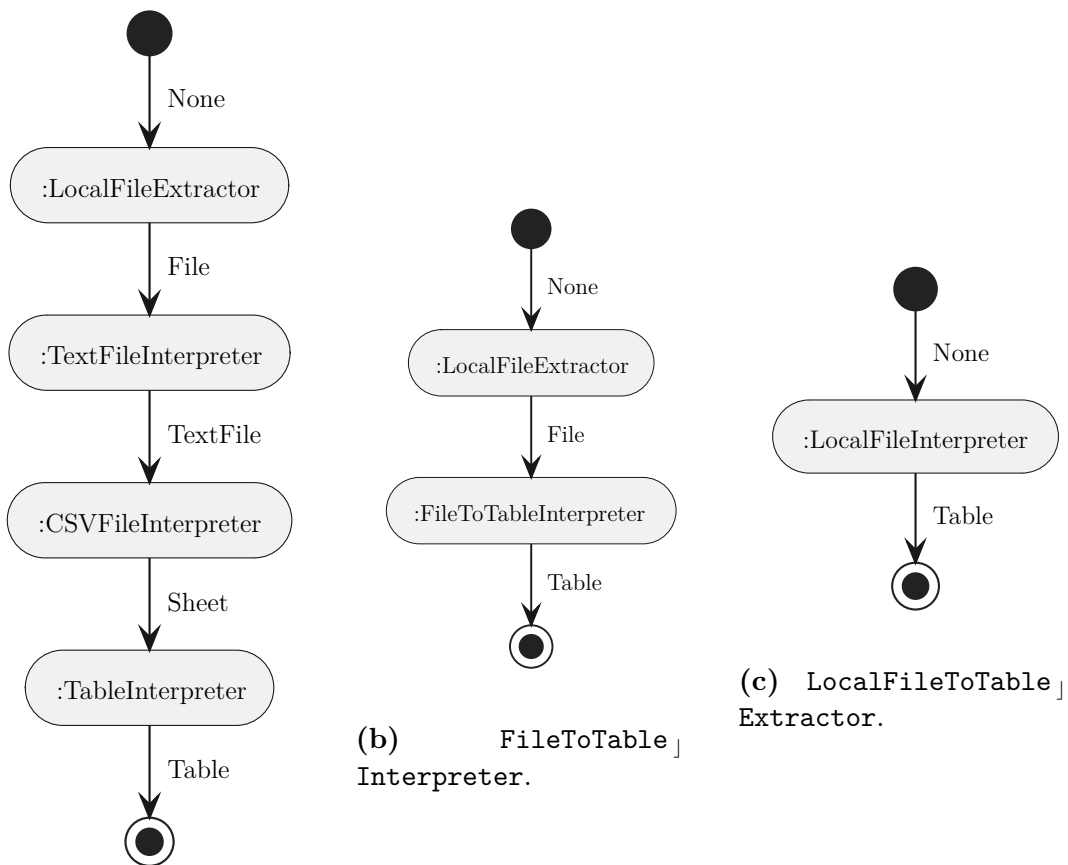 None
:LocalFileExtractor
File
:TextFileInterpreter
TextFile
:CSVFileInterpreter
Sheet
:TableInterpreter
Table
None
:LocalFileExtractor
File
:FileToTableInterpreter
Table
(b) FileToTable⌋
Interpreter.
None
:LocalFileInterpreter
Table
(c) LocalFileToTable⌋
Extractor.